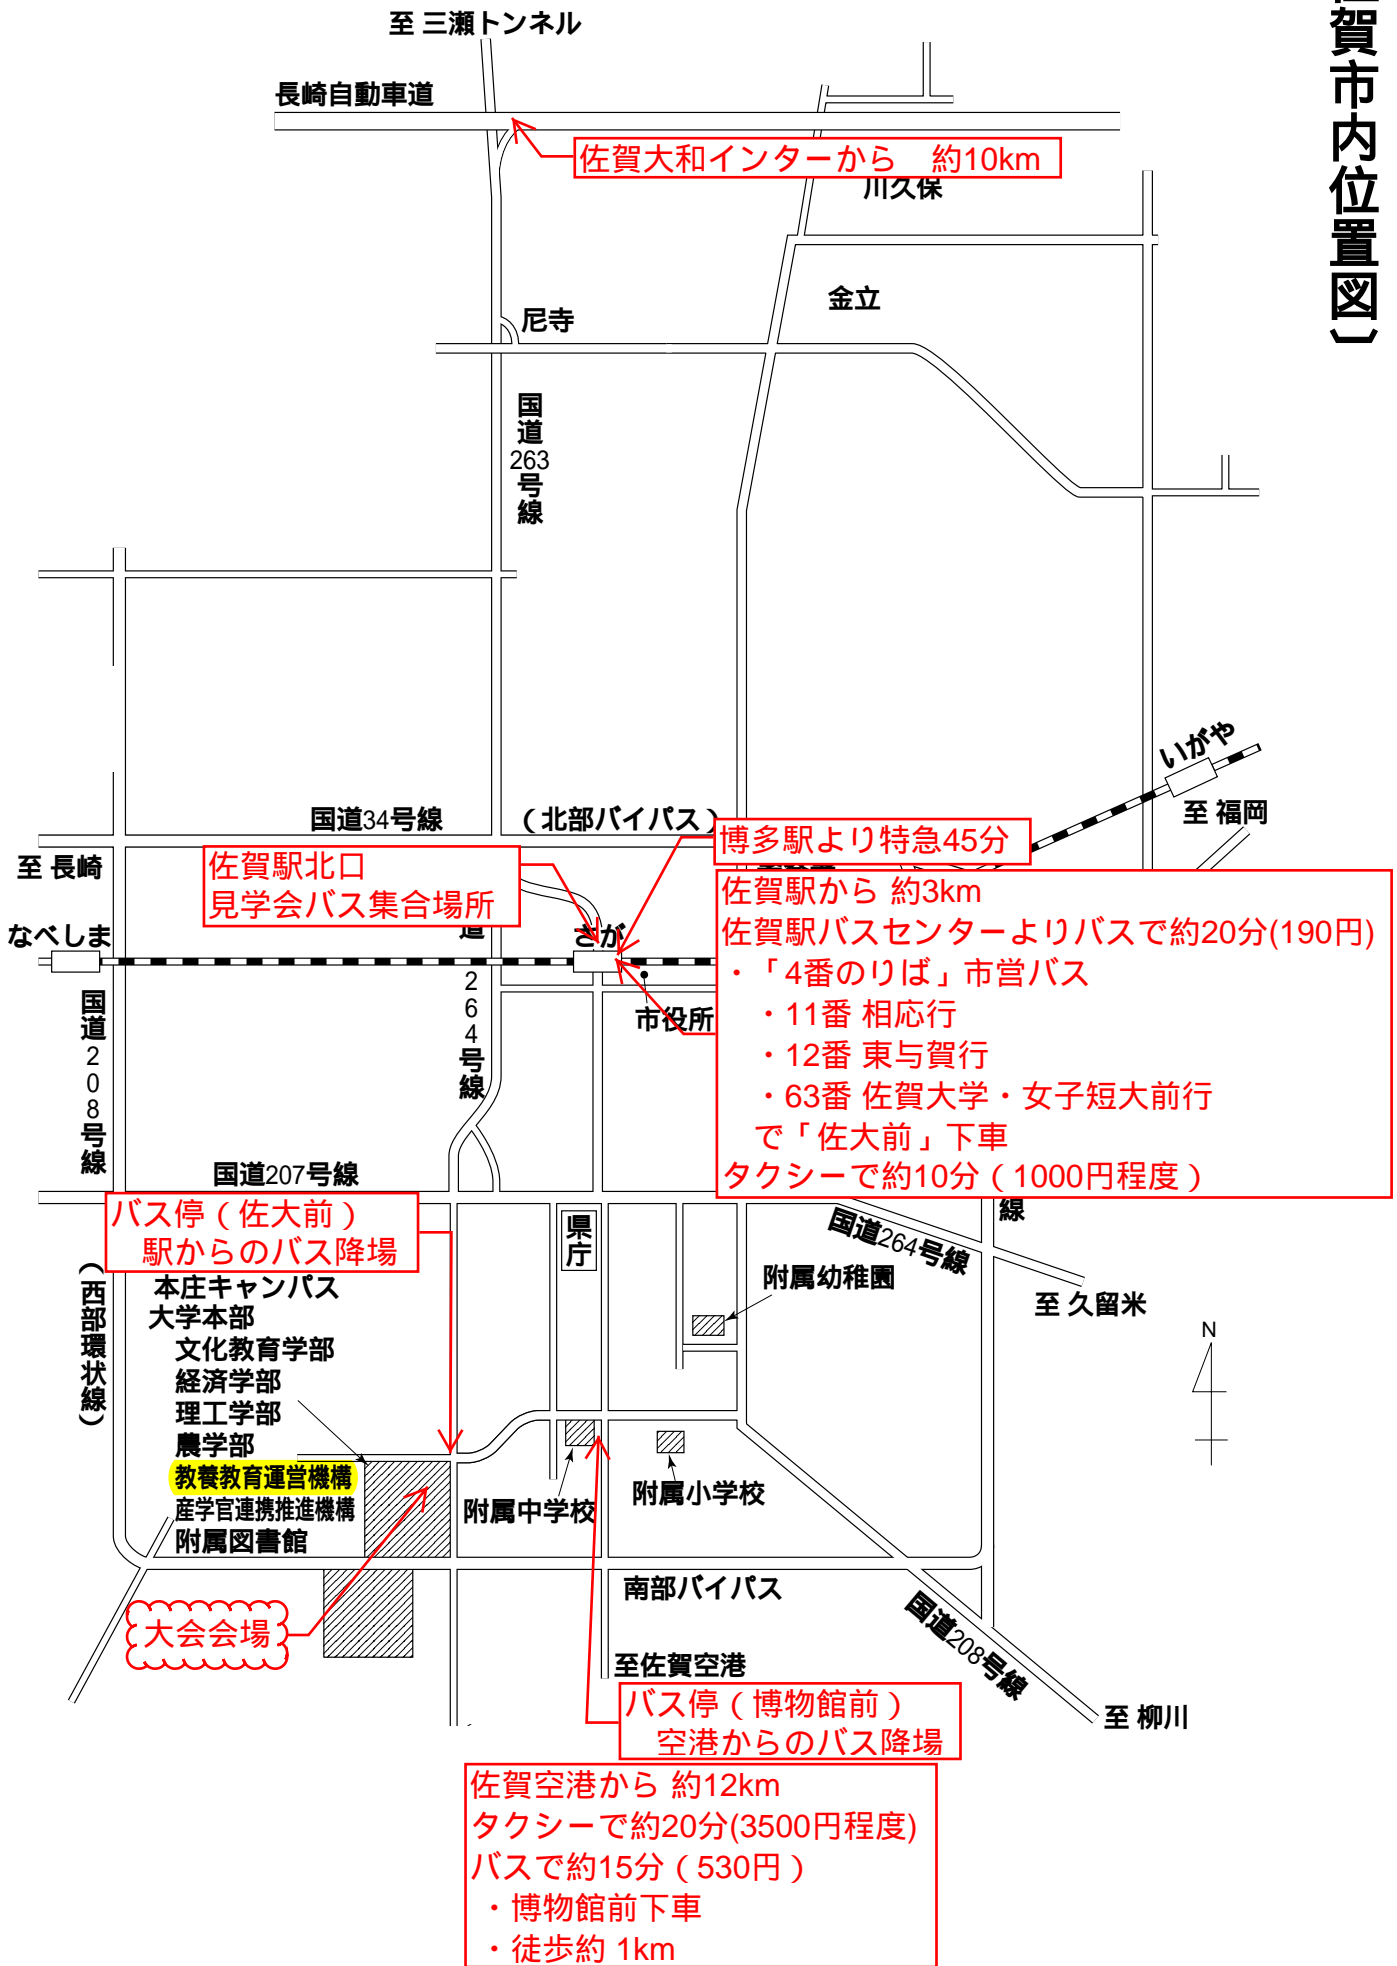 佐賀市内位置図〕
至 三瀬トンネル
長崎自動車道
佐賀大和インターから　約10km
川久保
金立
尼寺
国道263号線
いがや
至 福岡
国道34号線
（北部バイパス）
博多駅より特急45分
至 長崎
佐賀駅北口
見学会バス集合場所
佐賀駅から 約3km
佐賀駅バスセンターよりバスで約20分(190円)
・「4番のりば」市営バス
・11番 相応行
・12番 東与賀行
・63番 佐賀大学・女子短大前行
で「佐大前」下車
タクシーで約10分（1000円程度）
なべしま
さが
道264号線
市役所
国道208号線
国道207号線
バス停（佐大前）
駅からのバス降場
県庁
線
国道264号線
至 久留米
附属幼稚園
（西部環状線）
本庄キャンパス
大学本部
文化教育学部
経済学部
理工学部
農学部
教養教育運営機構
産学官連携推進機構
附属図書館
N
附属中学校
附属小学校
南部バイパス
大会会場
国道208号線
至佐賀空港
至 柳川
バス停（博物館前）
空港からのバス降場
佐賀空港から 約12km
タクシーで約20分(3500円程度)
バスで約15分（530円）
・博物館前下車
・徒歩約 1km